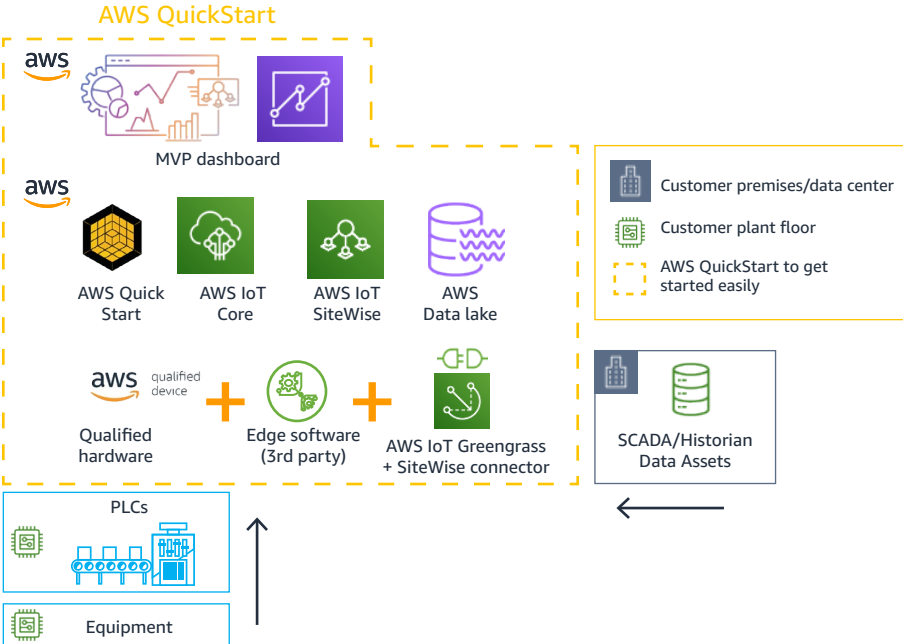 AWS QuickStart
aws
MVP dashboard
aws
AWS Quick
Start
AWS IoT
Core
AWS IoT
SiteWise
AWS
Data lake
aws
qualified
device
Qualified
hardware
Edge software
(3rd party)
AWS IoT Greengrass
+ SiteWise connector
Customer premises/data center
Customer plant floor
AWS QuickStart to get
started easily
SCADA/Historian
Data Assets
PLCs
Equipment